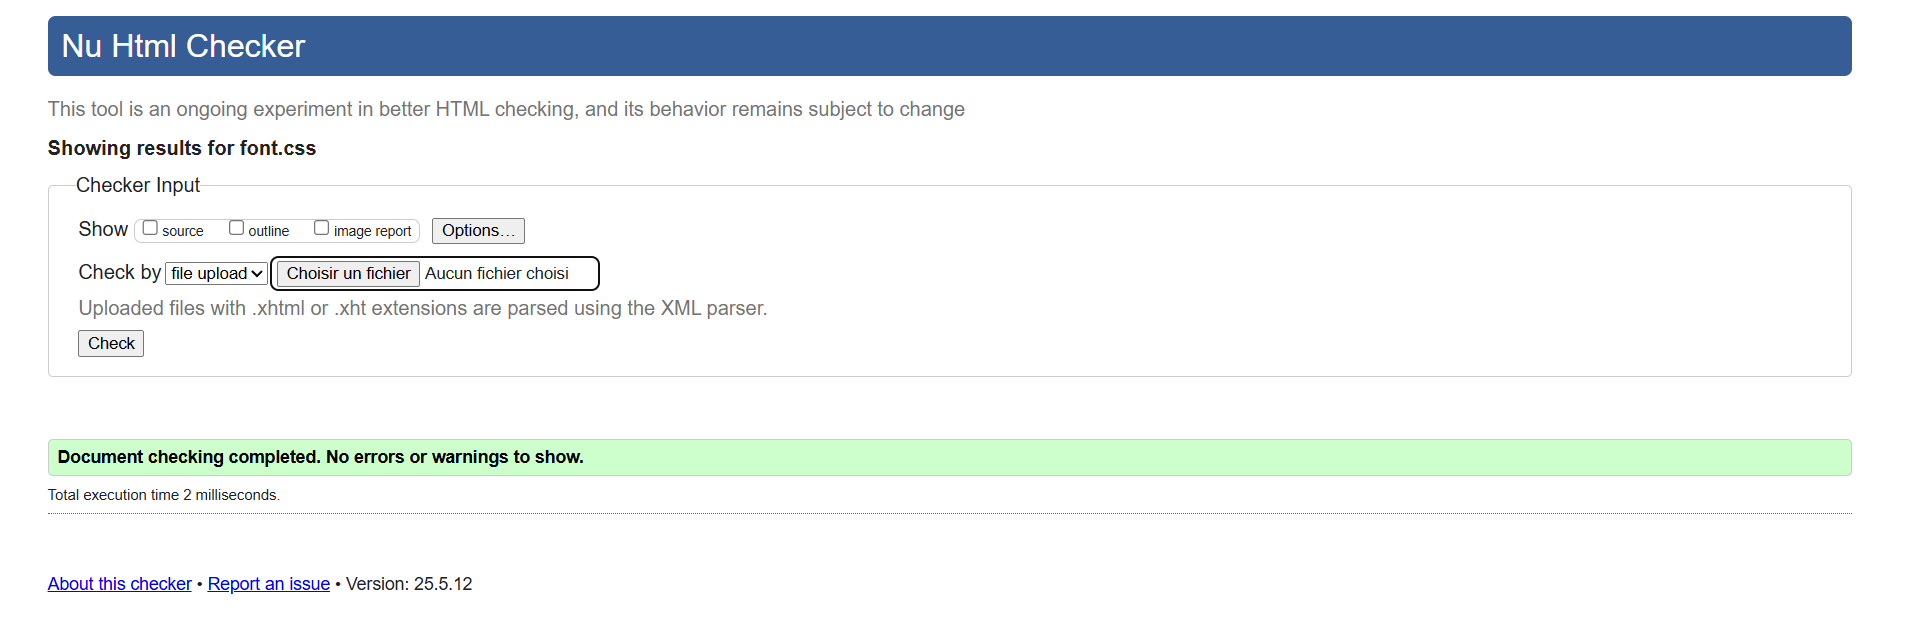 Nu Html Checker
This tool is an ongoing experiment in better HTML checking, and its behavior remains subject to change
Showing results for font.css
Checker Input
Show source outline image report Options…
Check by file upload Choisir un fichier Aucun fichier choisi
Uploaded files with .xhtml or .xht extensions are parsed using the XML parser.
Check
Document checking completed. No errors or warnings to show.
Total execution time 2 milliseconds.
About this checker • Report an issue • Version: 25.5.12